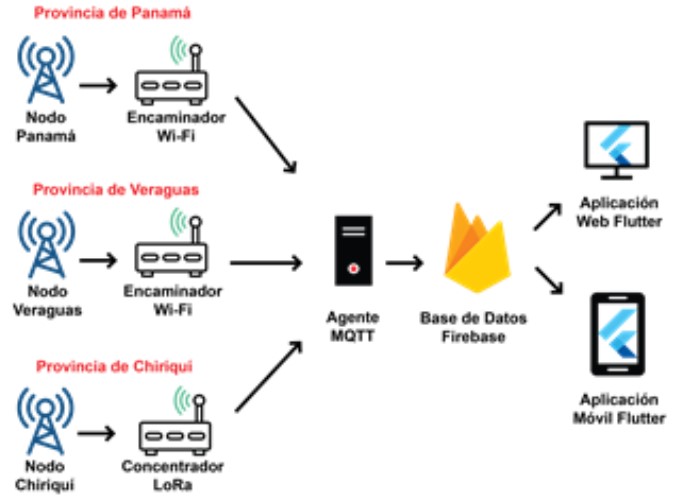 Provincia de Panamá
Nodo
Panamá
Encaminador
Wi-Fi
Provincia de Veraguas
Nodo
Veraguas
Encaminador
Wi-Fi
Provincia de Chiriquí
Nodo
Chiriquí
Concentrador
LoRa
Agente
MQTT
Base de Datos
Firebase
Aplicación
Web Flutter
Aplicación
Móvil Flutter